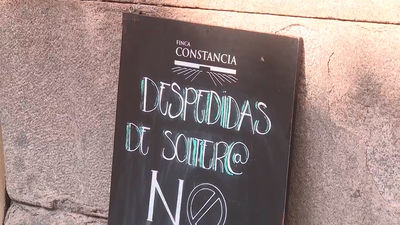 FINCA
CONSTANCIA
DESPEDIDAS
DE SOLTER@
NO